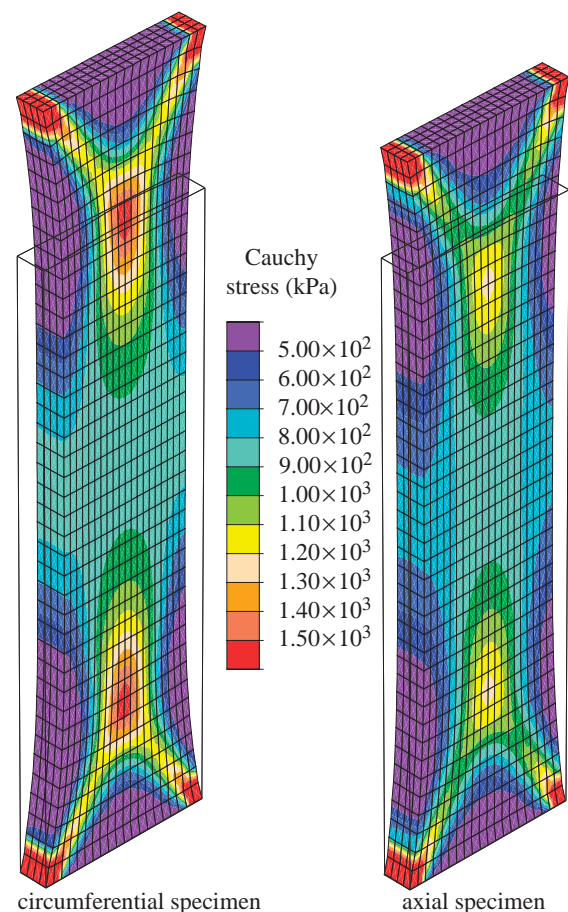 Cauchy
stress (kPa)
5.00×10²
6.00×10²
7.00×10²
8.00×10²
9.00×10²
1.00×10³
1.10×10³
1.20×10³
1.30×10³
1.40×10³
1.50×10³
circumferential specimen
axial specimen